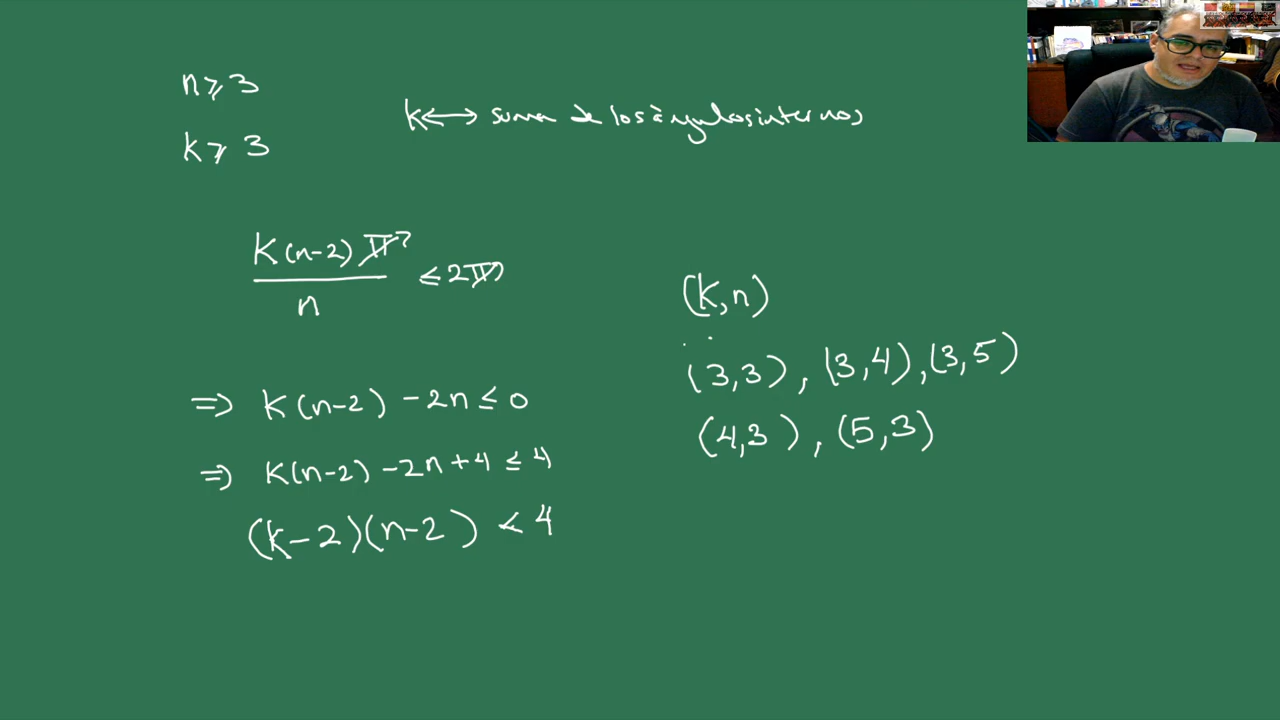 n ≥ 3
k ≥ 3
k ⟷ suma de los ángulos internos
K(n-2)π
n
≤ 2π
⇒ K(n-2) - 2n ≤ 0
⇒ K(n-2) - 2n + 4 ≤ 4
(k-2)(n-2) < 4
(k,n)
(3,3), (3,4), (3,5)
(4,3), (5,3)